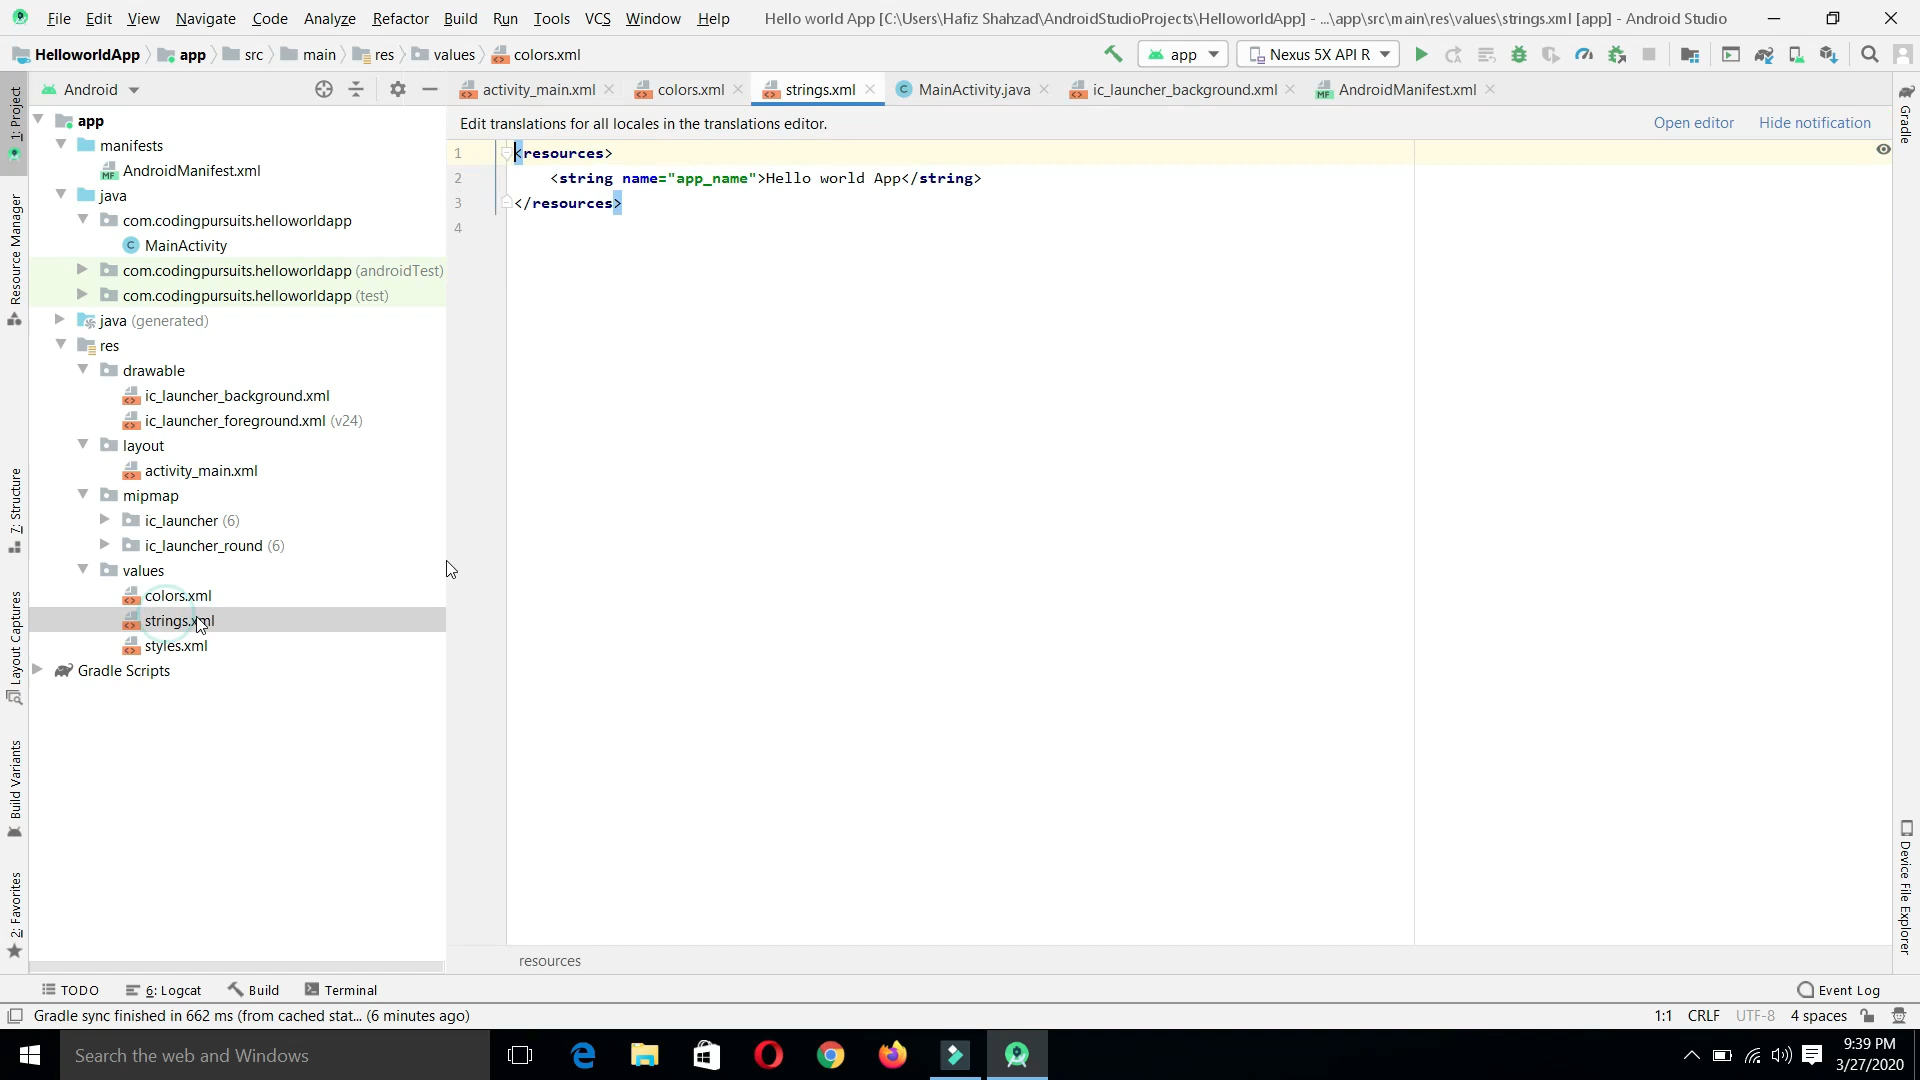 File Edit View Navigate Code Analyze Refactor Build Run Tools VCS Window Help Hello world App [C:\Users\Hafiz Shahzad\AndroidStudioProjects\HelloworldApp] - ...\app\src\main\res\values\strings.xml [app] - Android Studio
HelloworldApp app src main res values colors.xml app Nexus 5X API R
1: Project
Resource Manager
7: Structure
Layout Captures
Build Variants
2: Favorites
Android
app
manifests
AndroidManifest.xml
java
com.codingpursuits.helloworldapp
MainActivity
com.codingpursuits.helloworldapp (androidTest)
com.codingpursuits.helloworldapp (test)
java (generated)
res
drawable
ic_launcher_background.xml
ic_launcher_foreground.xml (v24)
layout
activity_main.xml
mipmap
ic_launcher (6)
ic_launcher_round (6)
values
colors.xml
strings.xml
styles.xml
Gradle Scripts
activity_main.xml colors.xml strings.xml MainActivity.java ic_launcher_background.xml AndroidManifest.xml
Edit translations for all locales in the translations editor. Open editor Hide notification
1 <resources>
2 <string name="app_name">Hello world App</string>
3 </resources>
4
resources
Gradle
Device File Explorer
TODO 6: Logcat Build Terminal Event Log
Gradle sync finished in 662 ms (from cached stat... (6 minutes ago) 1:1 CRLF UTF-8 4 spaces
Search the web and Windows
9:39 PM
3/27/2020